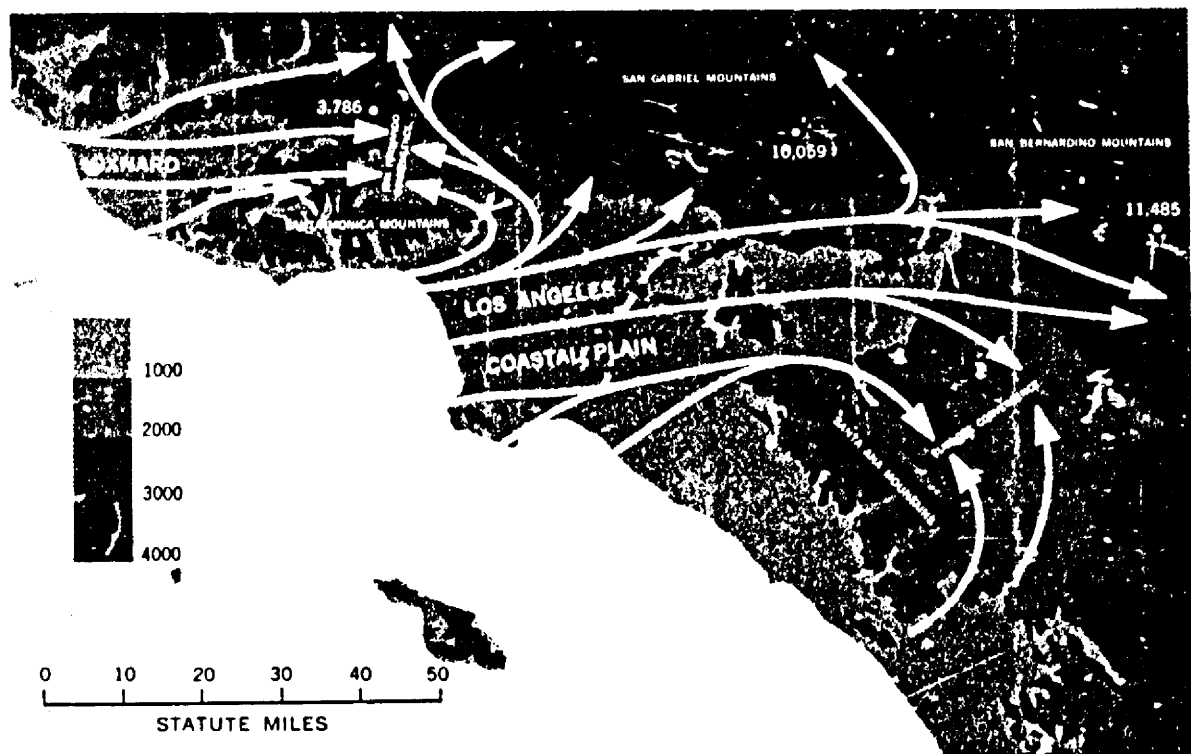 SAN GABRIEL MOUNTAINS
3,786
10,059
SAN BERNARDINO MOUNTAINS
OXNARD
MONICA MOUNTAINS
11,485
LOS ANGELES
COASTAL PLAIN
SANTA ANA MOUNTAINS
1000
2000
3000
4000
0 10 20 30 40 50
STATUTE MILES